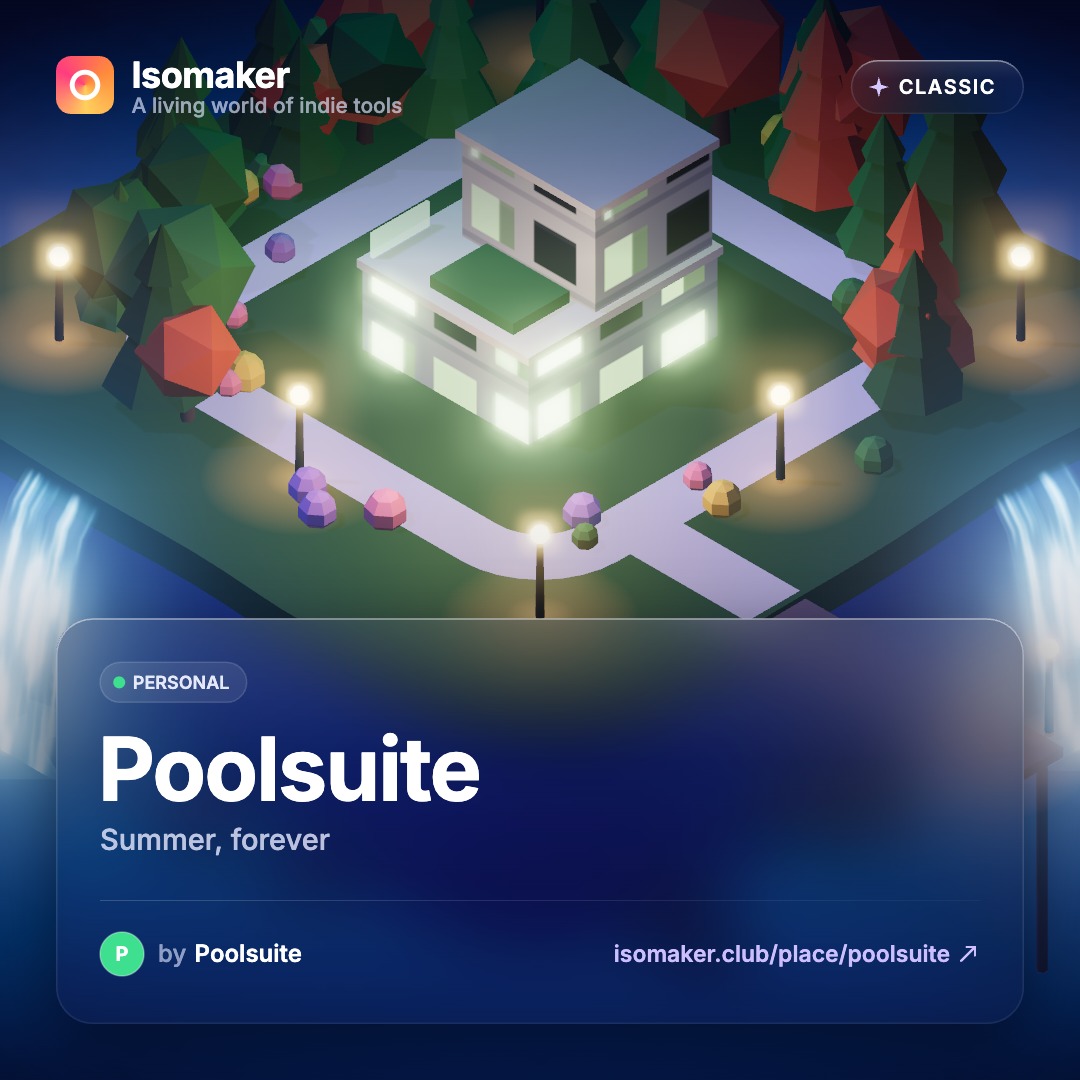 Isomaker
A living world of indie tools
CLASSIC
PERSONAL
Poolsuite
Summer, forever
P by Poolsuite
isomaker.club/place/poolsuite ↗